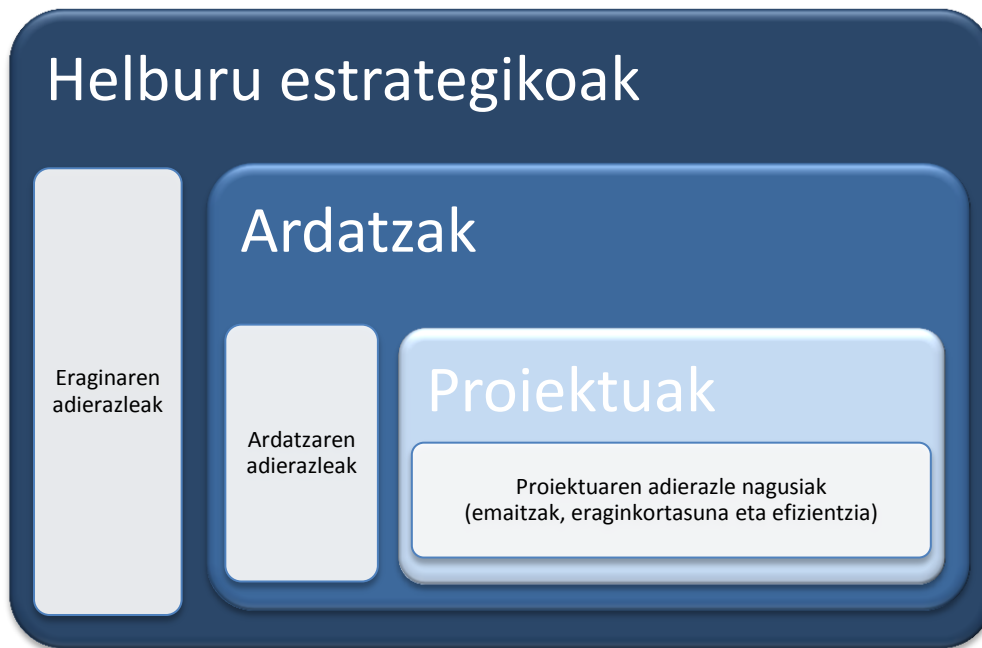 Helburu estrategikoak
Ardatzak
Proiektuak
Eraginaren
adierazleak
Ardatzaren
adierazleak
Proiektuaren adierazle nagusiak
(emaitzak, eraginkortasuna eta efizientzia)